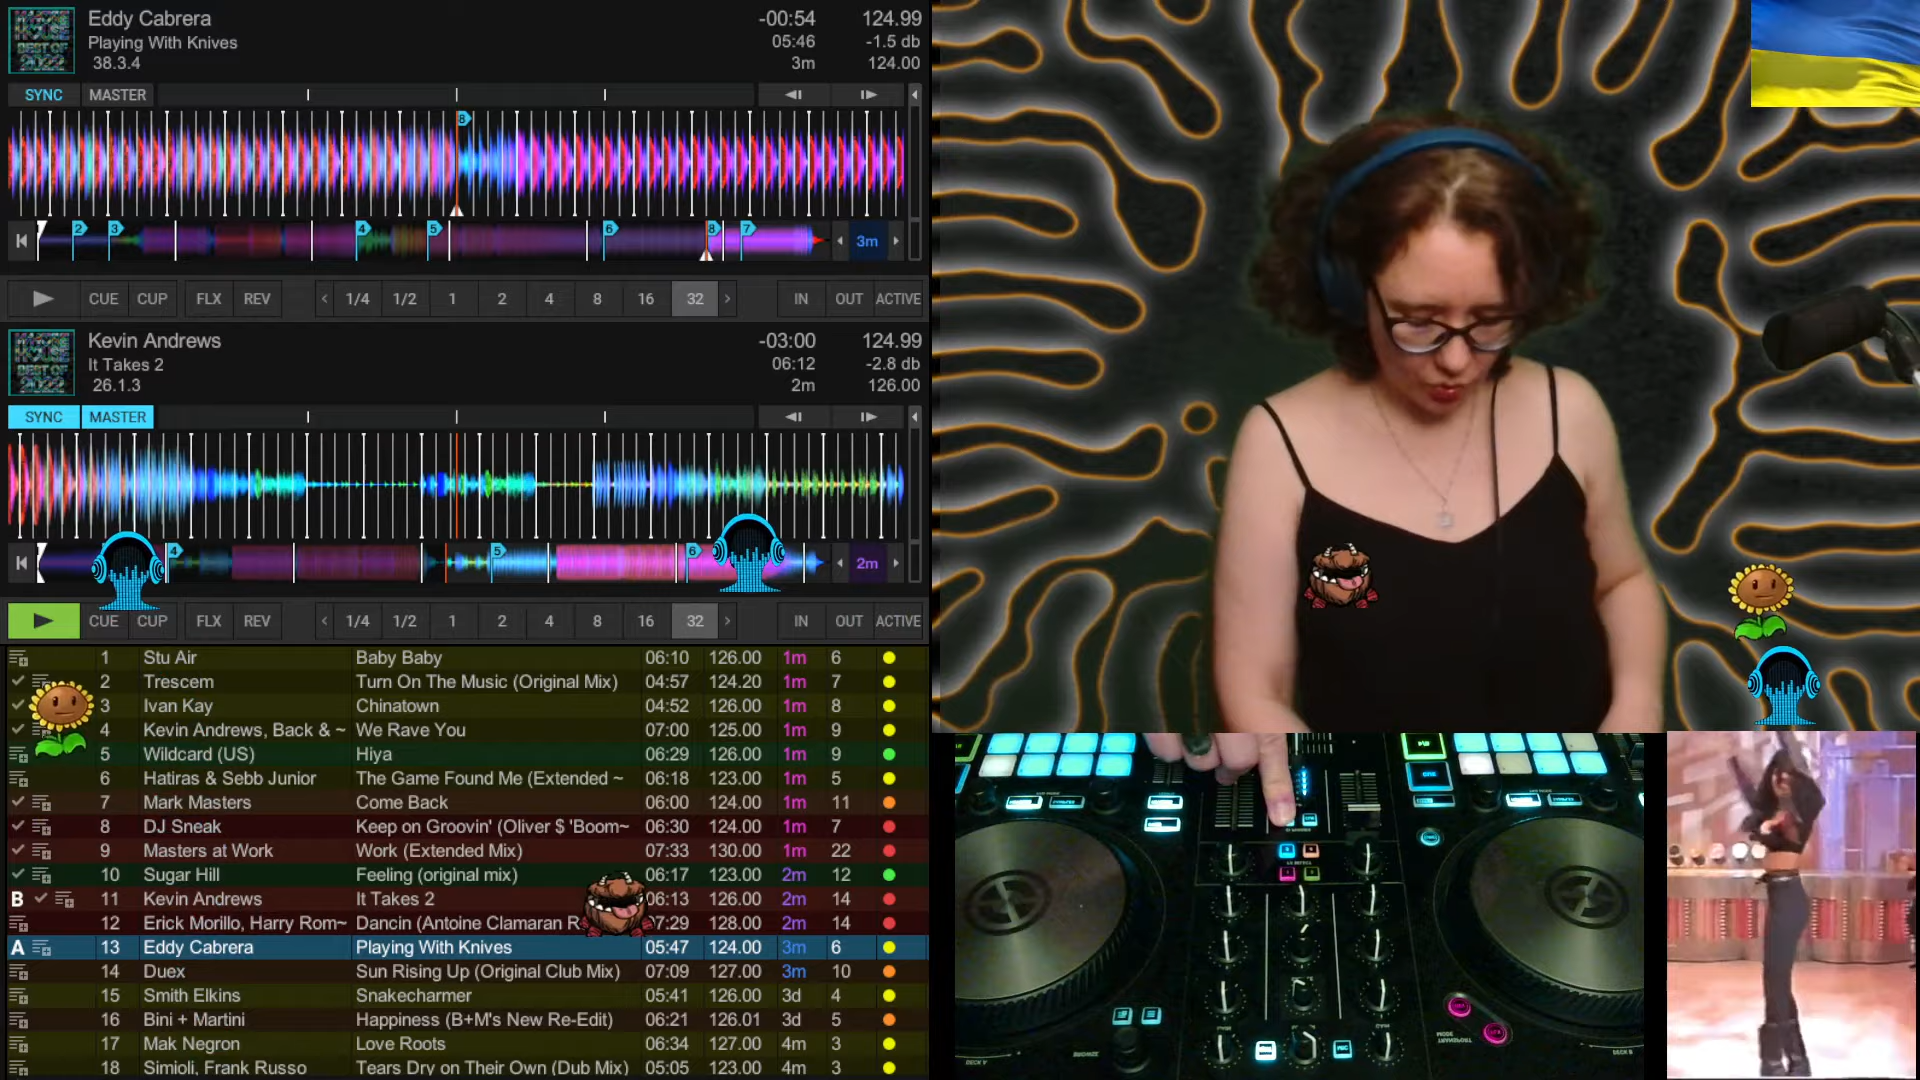 Eddy Cabrera -00:54 124.99
Playing With Knives 05:46 -1.5 db
38.3.4 3m 124.00
SYNC MASTER
8
2 3 4 5 6 8 7 3m
CUE CUP FLX REV 1/4 1/2 1 2 4 8 16 32 IN OUT ACTIVE
Kevin Andrews -03:00 124.99
It Takes 2 06:12 -2.8 db
26.1.3 2m 126.00
SYNC MASTER
4 5 6 2m
CUE CUP FLX REV 1/4 1/2 1 2 4 8 16 32 IN OUT ACTIVE
1 Stu Air Baby Baby 06:10 126.00 1m 6
2 Trescem Turn On The Music (Original Mix) 04:57 124.20 1m 7
3 Ivan Kay Chinatown 04:52 126.00 1m 8
4 Kevin Andrews, Back & ~ We Rave You 07:00 125.00 1m 9
5 Wildcard (US) Hiya 06:29 126.00 1m 9
6 Hatiras & Sebb Junior The Game Found Me (Extended ~ 06:18 123.00 1m 5
7 Mark Masters Come Back 06:00 124.00 1m 11
8 DJ Sneak Keep on Groovin' (Oliver $ 'Boom~ 06:30 124.00 1m 7
9 Masters at Work Work (Extended Mix) 07:33 130.00 1m 22
10 Sugar Hill Feeling (original mix) 06:17 123.00 2m 12
B 11 Kevin Andrews It Takes 2 06:13 126.00 2m 14
12 Erick Morillo, Harry Rom~ Dancin (Antoine Clamaran R 07:29 128.00 2m 14
A 13 Eddy Cabrera Playing With Knives 05:47 124.00 3m 6
14 Duex Sun Rising Up (Original Club Mix) 07:09 127.00 3m 10
15 Smith Elkins Snakecharmer 05:41 126.00 3d 4
16 Bini + Martini Happiness (B+M's New Re-Edit) 06:21 126.01 3d 5
17 Mak Negron Love Roots 06:34 127.00 4m 3
18 Simioli, Frank Russo Tears Dry on Their Own (Dub Mix) 05:05 123.00 4m 3